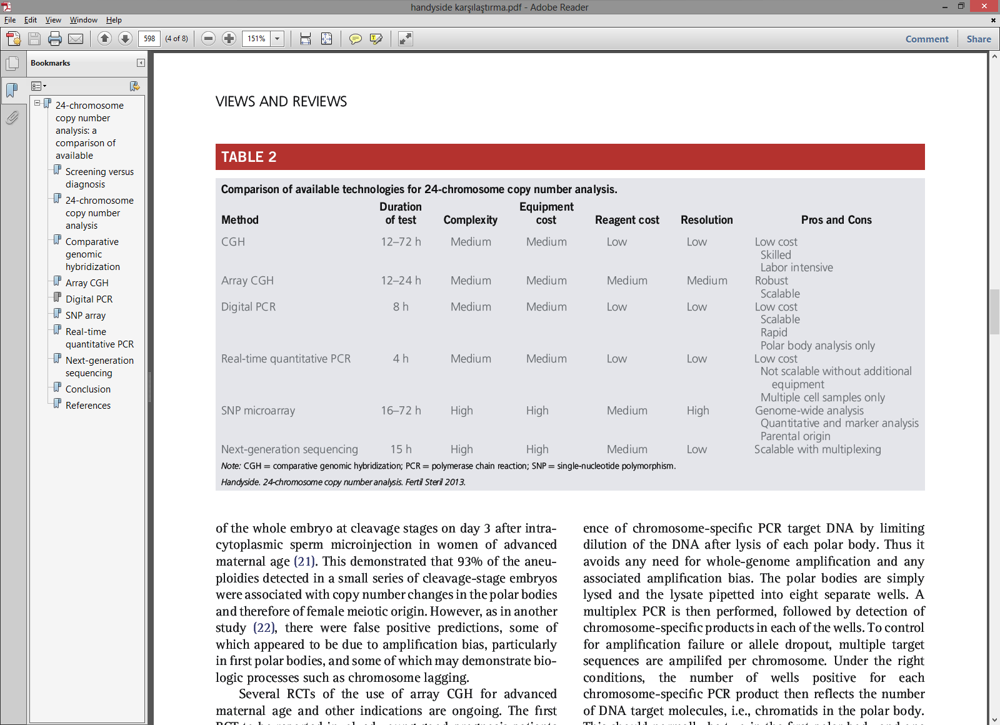 handyside karşılaştırma.pdf - Adobe Reader
File Edit View Window Help
598 (4 of 8) 151% Comment Share
Bookmarks
24-chromosome
copy number
analysis: a
comparison of
available
Screening versus
diagnosis
24-chromosome
copy number
analysis
Comparative
genomic
hybridization
Array CGH
Digital PCR
SNP array
Real-time
quantitative PCR
Next-generation
sequencing
Conclusion
References
VIEWS AND REVIEWS
TABLE 2
Comparison of available technologies for 24-chromosome copy number analysis.
Duration Equipment
Method of test Complexity cost Reagent cost Resolution Pros and Cons
CGH 12–72 h Medium Medium Low Low Low cost
Skilled
Labor intensive
Array CGH 12–24 h Medium Medium Medium Medium Robust
Scalable
Digital PCR 8 h Medium Medium Low Low Low cost
Scalable
Rapid
Polar body analysis only
Real-time quantitative PCR 4 h Medium Medium Low Low Low cost
Not scalable without additional
equipment
Multiple cell samples only
SNP microarray 16–72 h High High Medium High Genome-wide analysis
Quantitative and marker analysis
Parental origin
Next-generation sequencing 15 h High High Medium Low Scalable with multiplexing
Note: CGH = comparative genomic hybridization; PCR = polymerase chain reaction; SNP = single-nucleotide polymorphism.
Handyside. 24-chromosome copy number analysis. Fertil Steril 2013.
of the whole embryo at cleavage stages on day 3 after intra-
cytoplasmic sperm microinjection in women of advanced
maternal age (21). This demonstrated that 93% of the aneu-
ploidies detected in a small series of cleavage-stage embryos
were associated with copy number changes in the polar bodies
and therefore of female meiotic origin. However, as in another
study (22), there were false positive predictions, some of
which appeared to be due to amplification bias, particularly
in first polar bodies, and some of which may demonstrate bio-
logic processes such as chromosome lagging.
Several RCTs of the use of array CGH for advanced
maternal age and other indications are ongoing. The first
RCT to be reported involved young good-prognosis patients
ence of chromosome-specific PCR target DNA by limiting
dilution of the DNA after lysis of each polar body. Thus it
avoids any need for whole-genome amplification and any
associated amplification bias. The polar bodies are simply
lysed and the lysate pipetted into eight separate wells. A
multiplex PCR is then performed, followed by detection of
chromosome-specific products in each of the wells. To control
for amplification failure or allele dropout, multiple target
sequences are ampilifed per chromosome. Under the right
conditions, the number of wells positive for each
chromosome-specific PCR product then reflects the number
of DNA target molecules, i.e., chromatids in the polar body.
This should normally be two in the first polar body and one